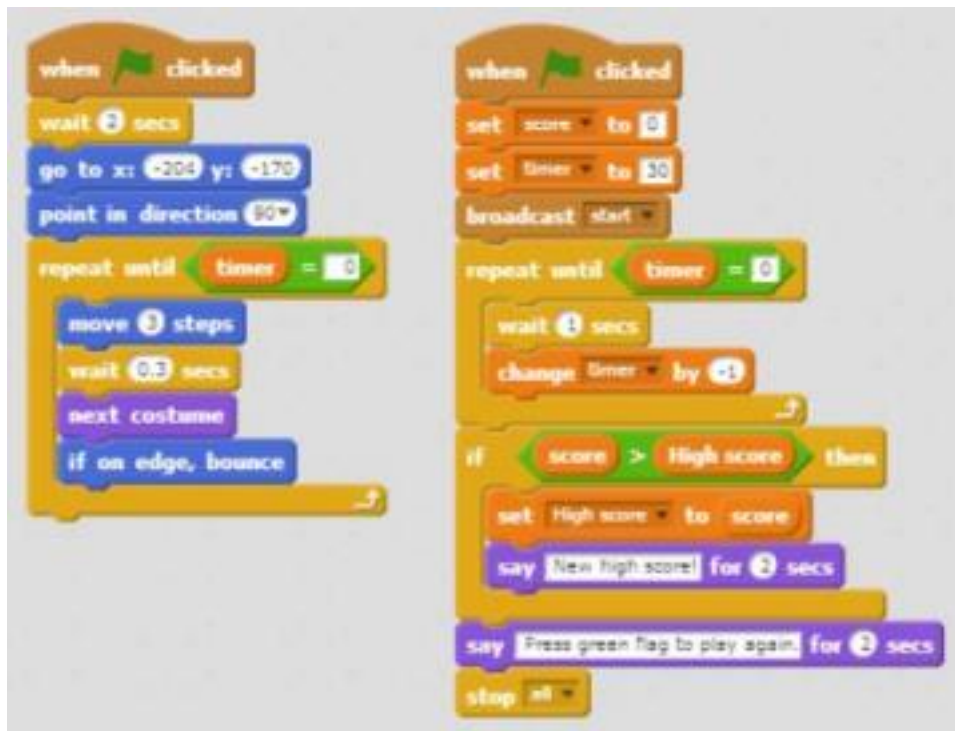 when clicked
wait 2 secs
go to x: -204 y: -170
point in direction 90
repeat until timer = 0
move 3 steps
wait 0.3 secs
next costume
if on edge, bounce
when clicked
set score to 0
set timer to 30
broadcast start
repeat until timer = 0
wait 1 secs
change timer by -1
if score > High score then
set High score to score
say New high score! for 2 secs
say Press green flag to play again. for 2 secs
stop all